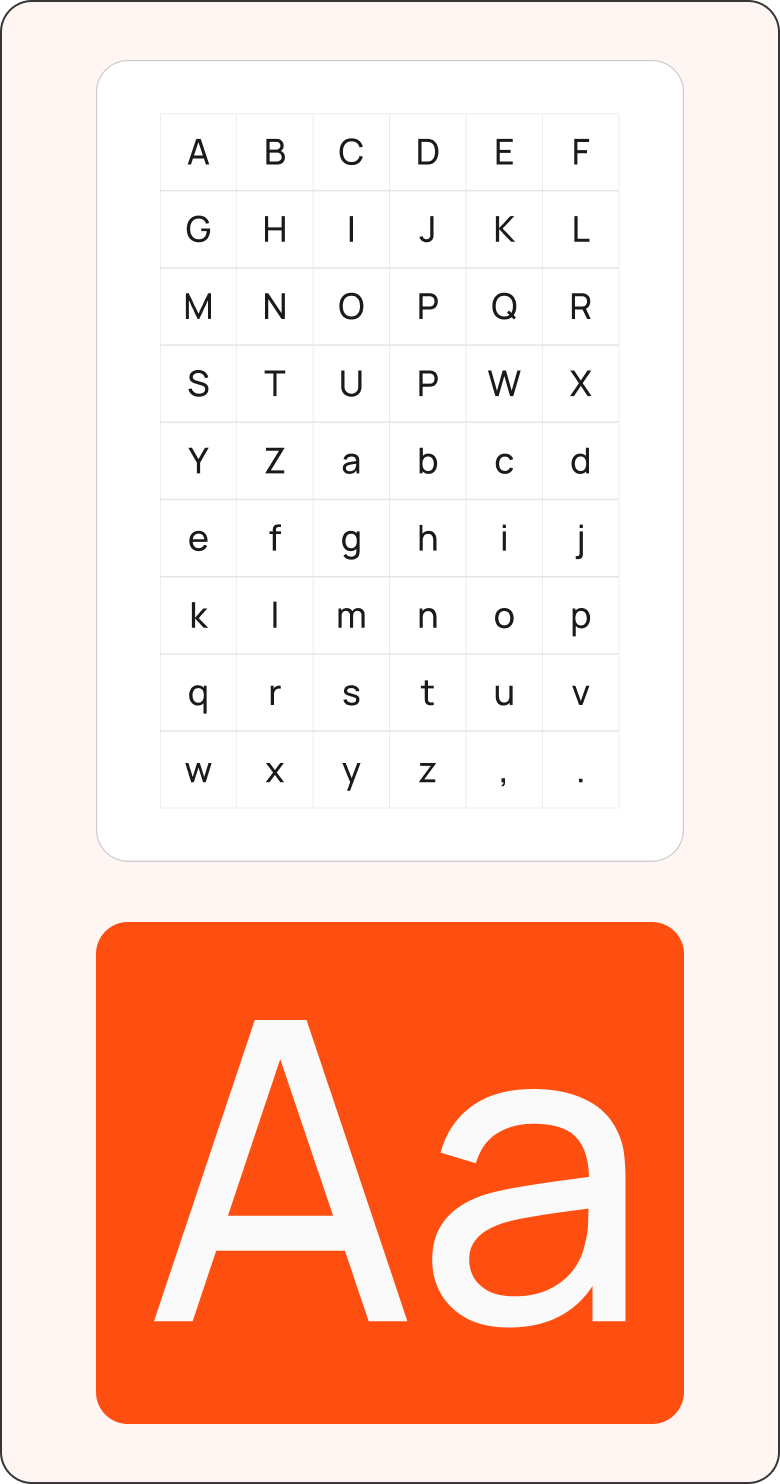 A B C D E F
G H I J K L
M N O P Q R
S T U P W X
Y Z a b c d
e f g h i j
k l m n o p
q r s t u v
w x y z , .
Aa